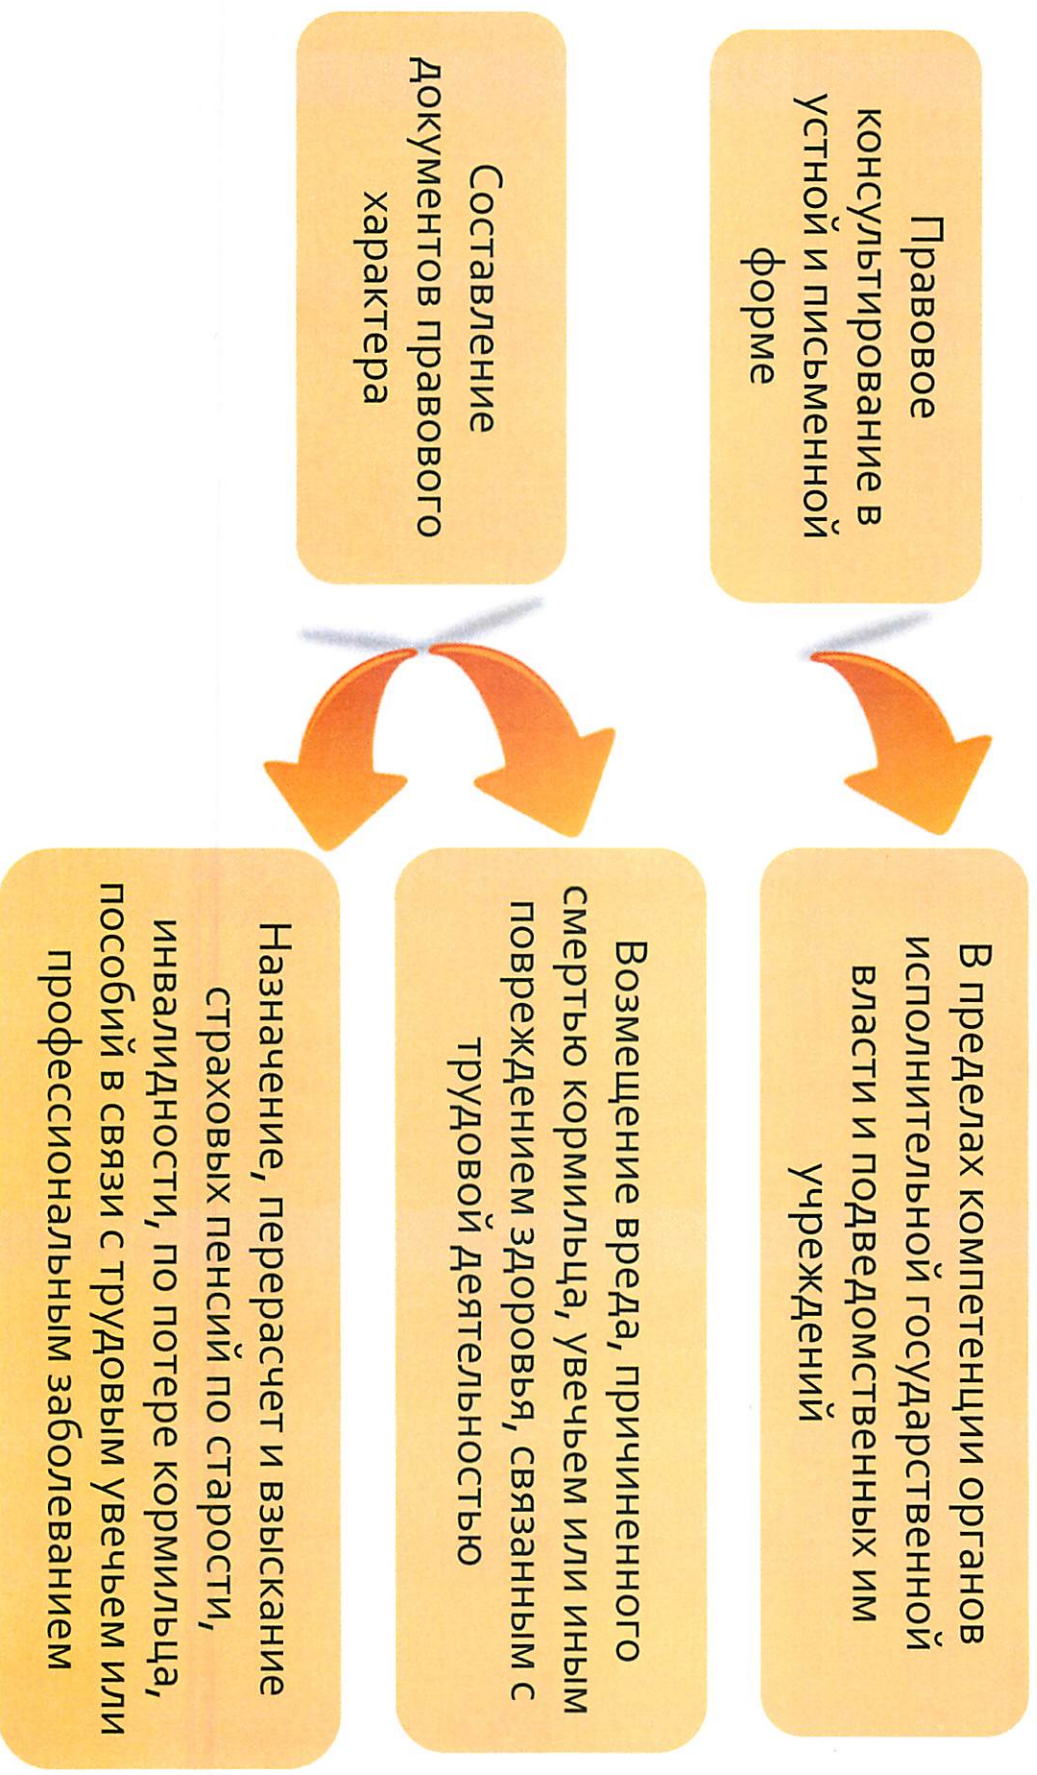 Правовое
консультирование в
устной и письменной
форме
В пределах компетенции органов
исполнительной государственной
власти и подведомственных им
учреждений
Составление
документов правового
характера
Возмещение вреда, причиненного
смертью кормильца, увечьем или иным
повреждением здоровья, связанным с
трудовой деятельностью
Назначение, перерасчет и взыскание
страховых пенсий по старости,
инвалидности, по потере кормильца,
пособий в связи с трудовым увечьем или
профессиональным заболеванием